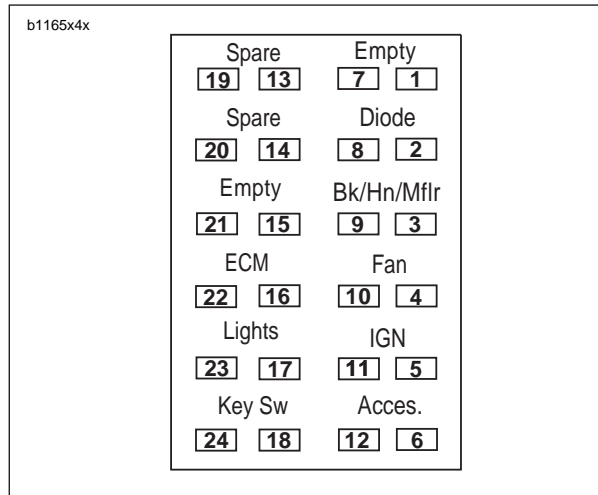 b1165x4x
Spare Empty
19 13 7 1
Spare Diode
20 14 8 2
Empty Bk/Hn/Mflr
21 15 9 3
ECM Fan
22 16 10 4
Lights IGN
23 17 11 5
Key Sw Acces.
24 18 12 6